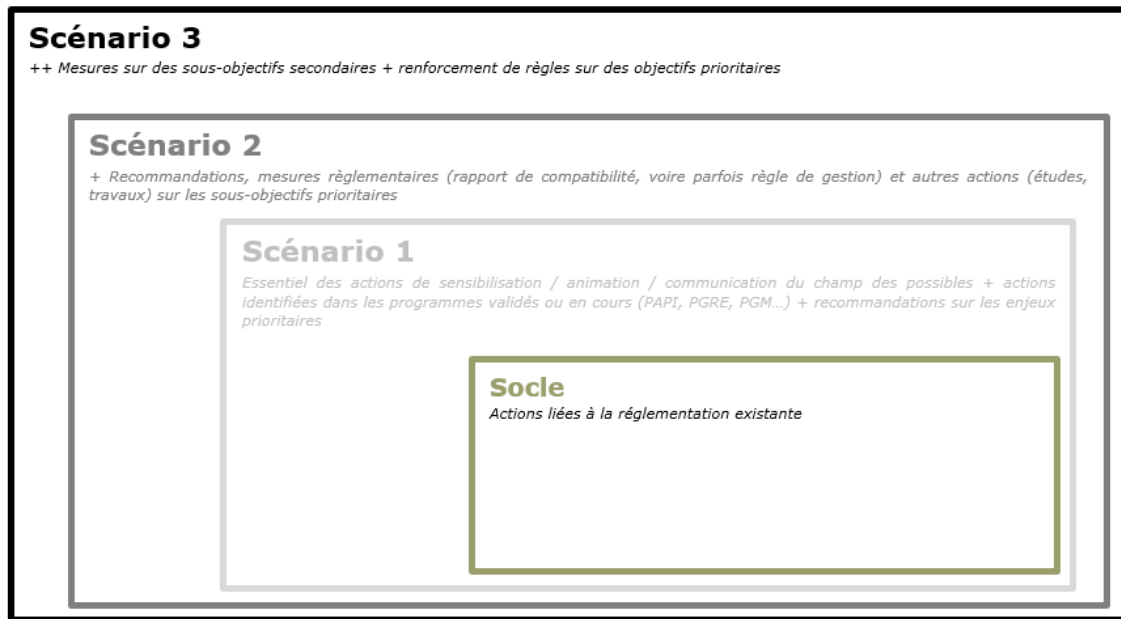 Scénario 3
++ Mesures sur des sous-objectifs secondaires + renforcement de règles sur des objectifs prioritaires
Scénario 2
+ Recommandations, mesures règlementaires (rapport de compatibilité, voire parfois règle de gestion) et autres actions (études,
travaux) sur les sous-objectifs prioritaires
Scénario 1
Essentiel des actions de sensibilisation / animation / communication du champ des possibles + actions
identifiées dans les programmes validés ou en cours (PAPI, PGRE, PGM...) + recommandations sur les enjeux
prioritaires
Socle
Actions liées à la réglementation existante